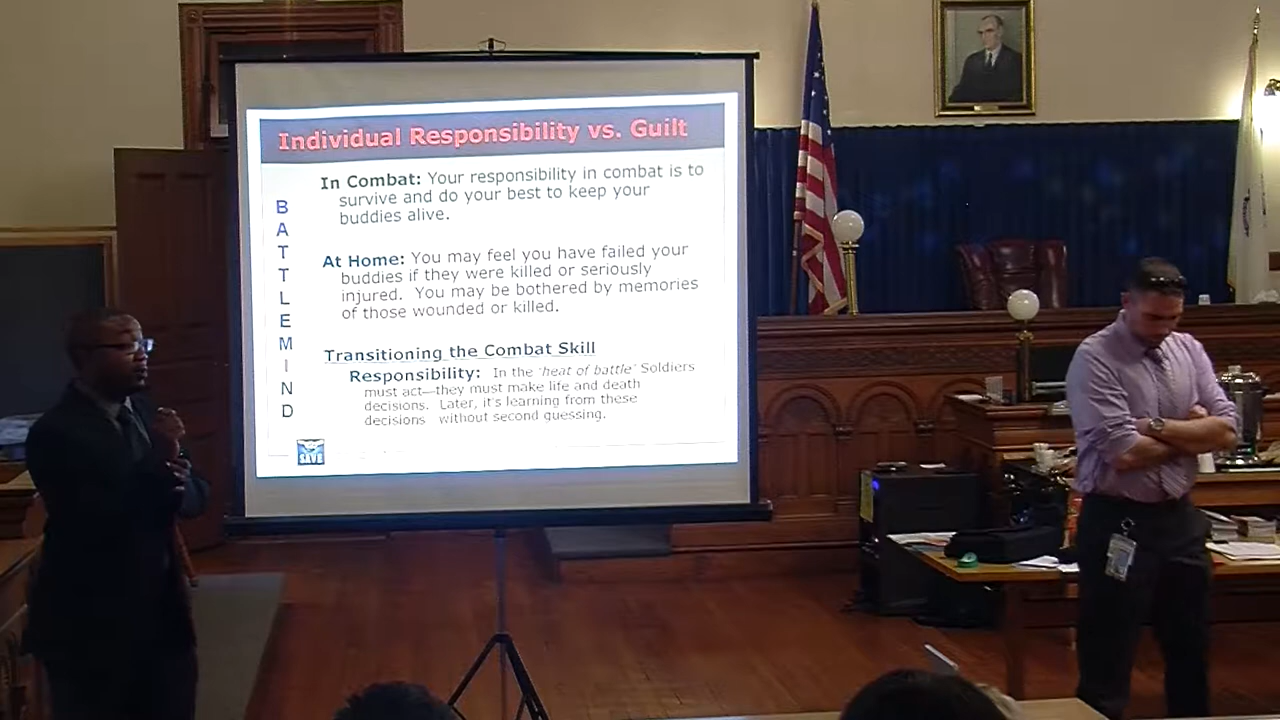 Individual Responsibility vs. Guilt
BATTLEMIND
In Combat: Your responsibility in combat is to
survive and do your best to keep your
buddies alive.
At Home: You may feel you have failed your
buddies if they were killed or seriously
injured. You may be bothered by memories
of those wounded or killed.
Transitioning the Combat Skill
Responsibility: In the 'heat of battle' Soldiers
must act—they must make life and death
decisions. Later, it's learning from these
decisions without second guessing.
SAVE